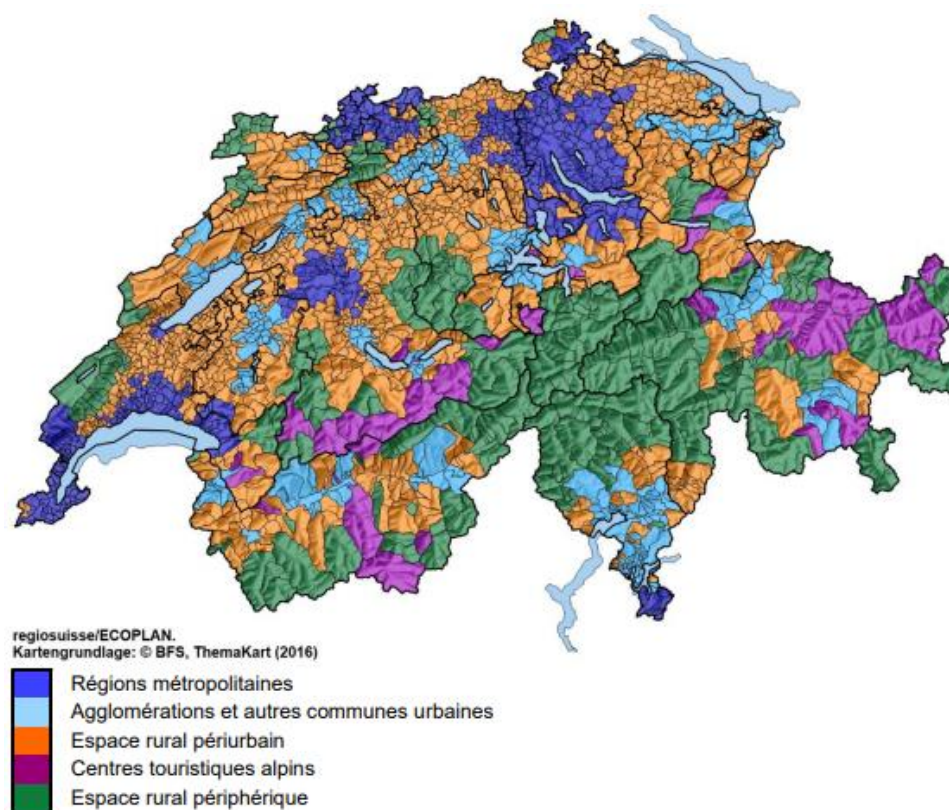 regiosuisse/ECOPLAN.
Kartengrundlage: © BFS, ThemaKart (2016)
Régions métropolitaines
Agglomérations et autres communes urbaines
Espace rural périurbain
Centres touristiques alpins
Espace rural périphérique